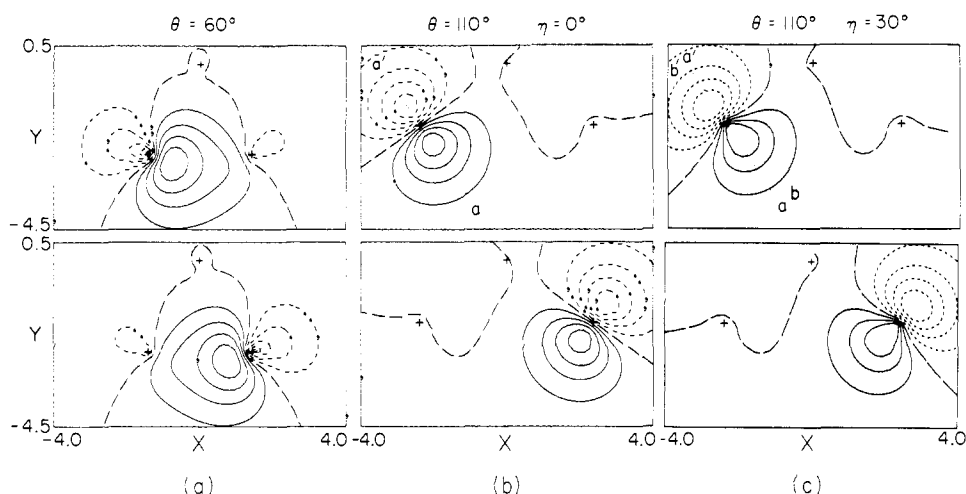 θ = 60°
θ = 110° η = 0°
θ = 110° η = 30°
0.5
Y
-4.5
a'
a
b' a'
a b
0.5
Y
-4.5
-4.0 X 4.0
-4.0 X 4.0
-4.0 X 4.0
(a)
(b)
(c)